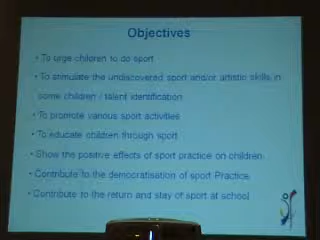 Objectives
• To urge children to do sport
• To stimulate the undiscovered sport and/or artistic skills in
some children / talent identification
• To promote various sport activities
• To educate children through sport
• Show the positive effects of sport practice on children
• Contribute to the democratisation of sport Practice
• Contribute to the return and stay of sport at school